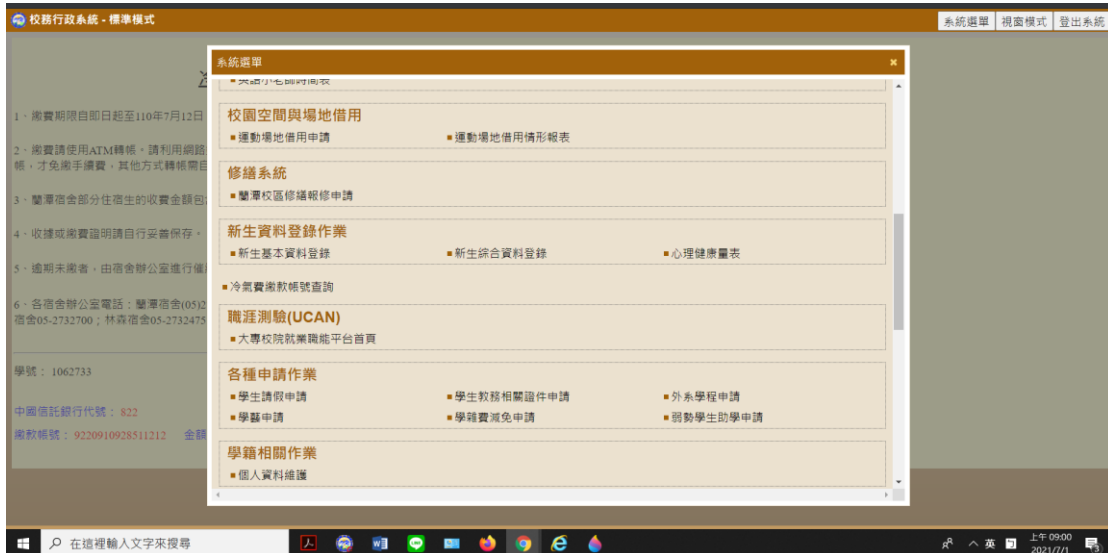 校務行政系統 - 標準模式
系統選單 視窗模式 登出系統
系統選單
英語小老師時間表
校園空間與場地借用
運動場地借用申請 運動場地借用情形報表
修繕系統
蘭潭校區修繕報修申請
新生資料登錄作業
新生基本資料登錄 新生綜合資料登錄 心理健康量表
冷氣費繳款帳號查詢
職涯測驗(UCAN)
大專校院就業職能平台首頁
各種申請作業
學生請假申請 學生教務相關證件申請 外系學程申請
學醫申請 學雜費減免申請 弱勢學生助學申請
學籍相關作業
個人資料維護
1、繳費期限自即日起至110年7月12日
2、繳費請使用ATM轉帳。請利用網路
帳,才免繳手續費,其他方式轉帳需自
3、蘭潭宿舍部分住宿生的收費金額包
4、收據或繳費證明請自行妥善保存。
5、逾期未繳者,由宿舍辦公室進行催
6、各宿舍辦公室電話:蘭潭宿舍(05)2
宿舍05-2732700;林森宿舍05-2732475
學號: 1062733
中國信託銀行代號: 822
繳款帳號: 9220910928511212 金額
在這裡輸入文字來搜尋
英
上午 09:00
2021/7/1